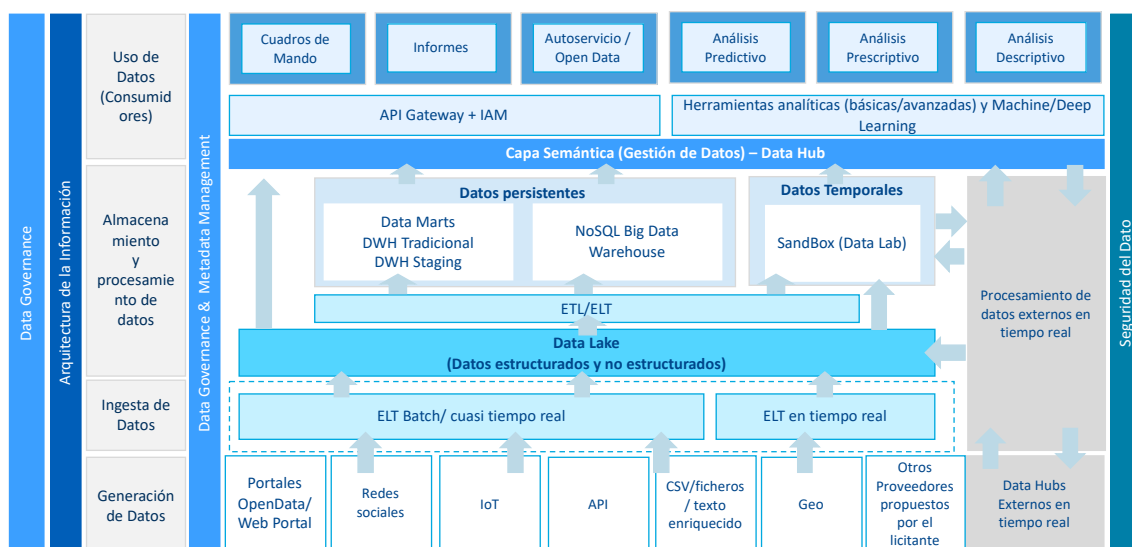 Data Governance
Arquitectura de la Información
Uso de
Datos
(Consumid
ores)
Almacena
miento
y
procesamie
nto de
datos
Ingesta de
Datos
Generación
de Datos
Data Governance & Metadata Management
Cuadros de
Mando
Informes
Autoservicio /
Open Data
Análisis
Predictivo
Análisis
Prescriptivo
Análisis
Descriptivo
API Gateway + IAM
Herramientas analíticas (básicas/avanzadas) y Machine/Deep
Learning
Capa Semántica (Gestión de Datos) – Data Hub
Datos persistentes
Data Marts
DWH Tradicional
DWH Staging
NoSQL Big Data
Warehouse
Datos Temporales
SandBox (Data Lab)
ETL/ELT
Data Lake
(Datos estructurados y no estructurados)
ELT Batch/ cuasi tiempo real
ELT en tiempo real
Portales
OpenData/
Web Portal
Redes
sociales
IoT
API
CSV/ficheros
/ texto
enriquecido
Geo
Otros
Proveedores
propuestos
por el
licitante
Procesamiento de
datos externos en
tiempo real
Data Hubs
Externos en
tiempo real
Seguridad del Dato